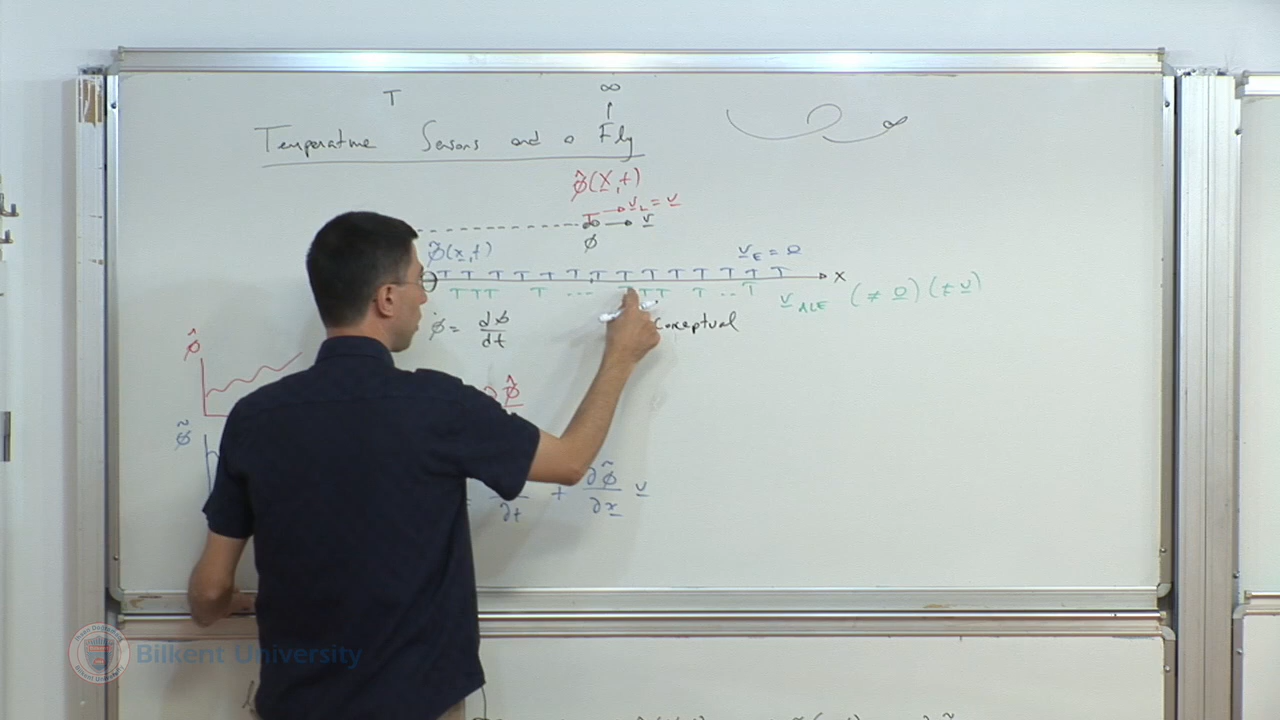 T ∞
Temperature Sensors and a Fly
φ̂(X,t)
v_L = v
v
φ
φ̃(x,t) v_E = 0
T T T T T T T T T T T T T x
T T T T ... T T T T .. T v_ALE (≠ 0) (≠ v)
φ̇ = dφ/dt conceptual
φ̂
∂φ̂
φ̃
∂t + ∂φ̃/∂x v
Bilkent University